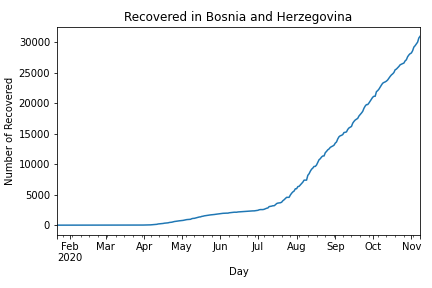 Recovered in Bosnia and Herzegovina
30000
25000
20000
15000
10000
5000
0
Number of Recovered
Feb Mar Apr May Jun Jul Aug Sep Oct Nov
2020
Day